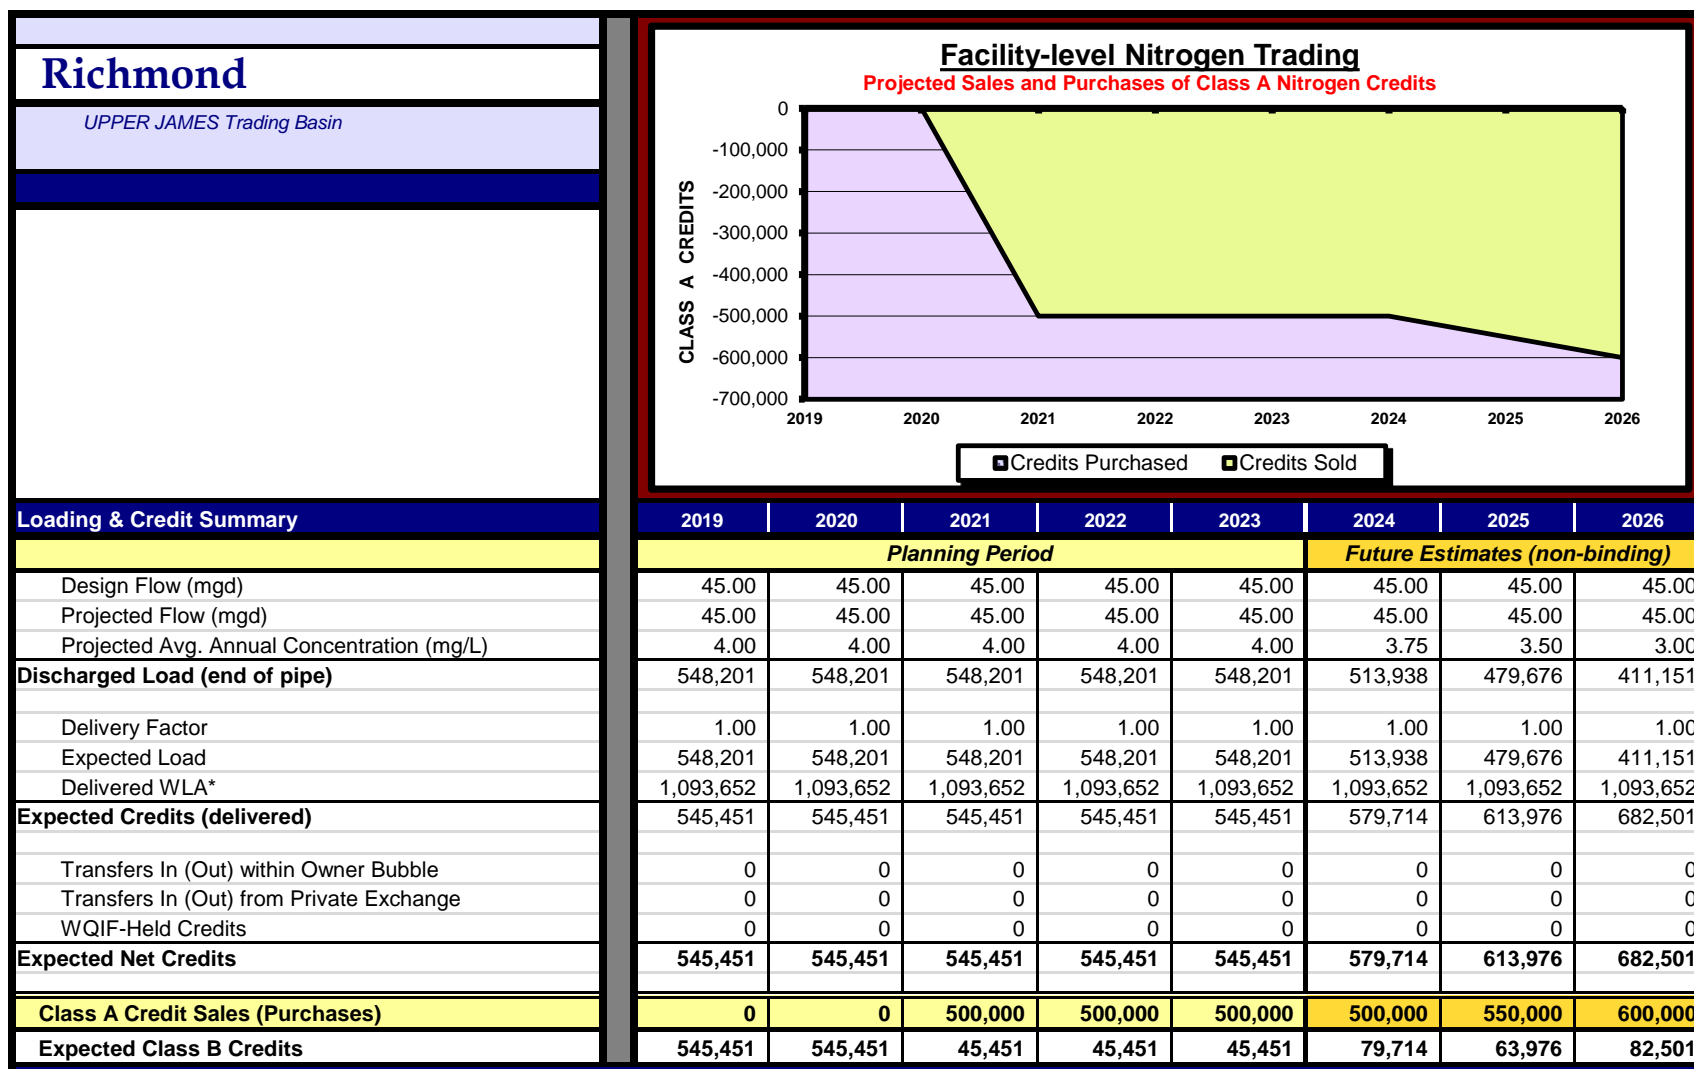 Richmond
UPPER JAMES Trading Basin
Facility-level Nitrogen Trading
Projected Sales and Purchases of Class A Nitrogen Credits
CLASS A CREDITS
0
-100,000
-200,000
-300,000
-400,000
-500,000
-600,000
-700,000
2019 2020 2021 2022 2023 2024 2025 2026
Credits Purchased Credits Sold
Loading & Credit Summary 2019 2020 2021 2022 2023 2024 2025 2026
Planning Period Future Estimates (non-binding)
Design Flow (mgd) 45.00 45.00 45.00 45.00 45.00 45.00 45.00 45.00
Projected Flow (mgd) 45.00 45.00 45.00 45.00 45.00 45.00 45.00 45.00
Projected Avg. Annual Concentration (mg/L) 4.00 4.00 4.00 4.00 4.00 3.75 3.50 3.00
Discharged Load (end of pipe) 548,201 548,201 548,201 548,201 548,201 513,938 479,676 411,151
Delivery Factor 1.00 1.00 1.00 1.00 1.00 1.00 1.00 1.00
Expected Load 548,201 548,201 548,201 548,201 548,201 513,938 479,676 411,151
Delivered WLA* 1,093,652 1,093,652 1,093,652 1,093,652 1,093,652 1,093,652 1,093,652 1,093,652
Expected Credits (delivered) 545,451 545,451 545,451 545,451 545,451 579,714 613,976 682,501
Transfers In (Out) within Owner Bubble 0 0 0 0 0 0 0 0
Transfers In (Out) from Private Exchange 0 0 0 0 0 0 0 0
WQIF-Held Credits 0 0 0 0 0 0 0 0
Expected Net Credits 545,451 545,451 545,451 545,451 545,451 579,714 613,976 682,501
Class A Credit Sales (Purchases) 0 0 500,000 500,000 500,000 500,000 550,000 600,000
Expected Class B Credits 545,451 545,451 45,451 45,451 45,451 79,714 63,976 82,501